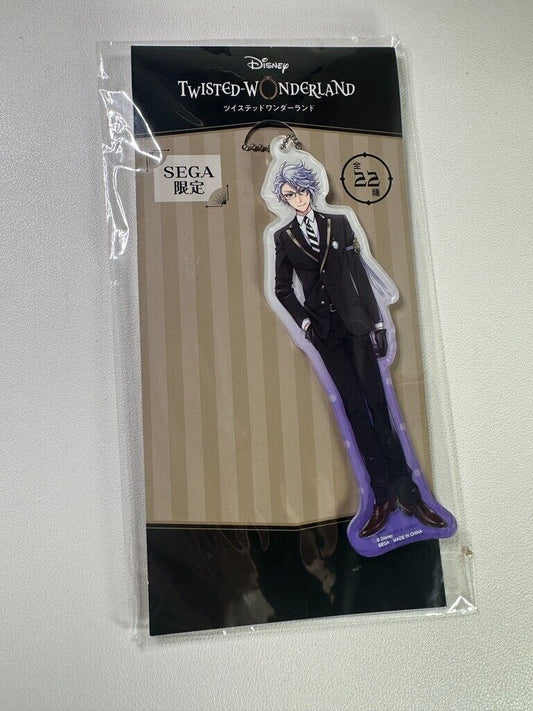 Disney
TWISTED-WONDERLAND
ツイステッドワンダーランド
SEGA
限定
全
22
種
© Disney
SEGA MADE IN CHINA